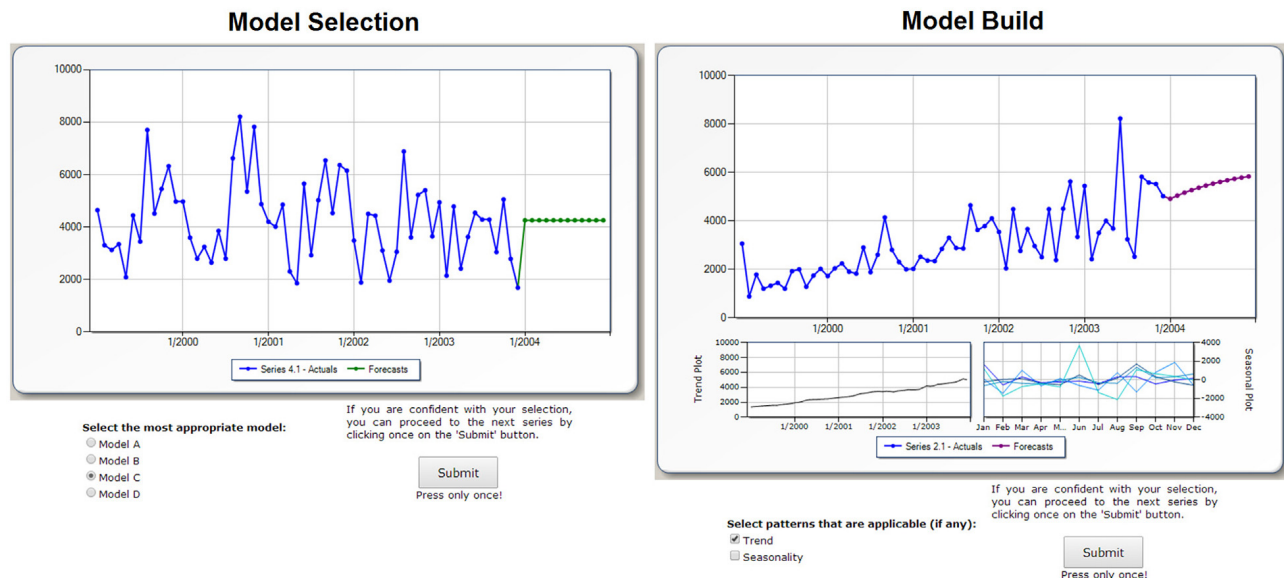 Model Selection
10000
8000
6000
4000
2000
0
1/2000
1/2001
1/2002
1/2003
1/2004
Series 4.1 - Actuals
Forecasts
Select the most appropriate model:
Model A
Model B
Model C
Model D
If you are confident with your selection,
you can proceed to the next series by
clicking once on the 'Submit' button.
Submit
Press only once!
Model Build
10000
8000
6000
4000
2000
0
1/2000
1/2001
1/2002
1/2003
1/2004
Trend Plot
10000
8000
6000
4000
2000
0
1/2000
1/2001
1/2002
1/2003
4000
2000
0
-2000
-4000
Seasonal Plot
Jan Feb Mar Apr M... Jun Jul Aug Sep Oct Nov Dec
Series 2.1 - Actuals
Forecasts
If you are confident with your selection,
you can proceed to the next series by
clicking once on the 'Submit' button.
Select patterns that are applicable (if any):
Trend
Seasonality
Submit
Press only once!